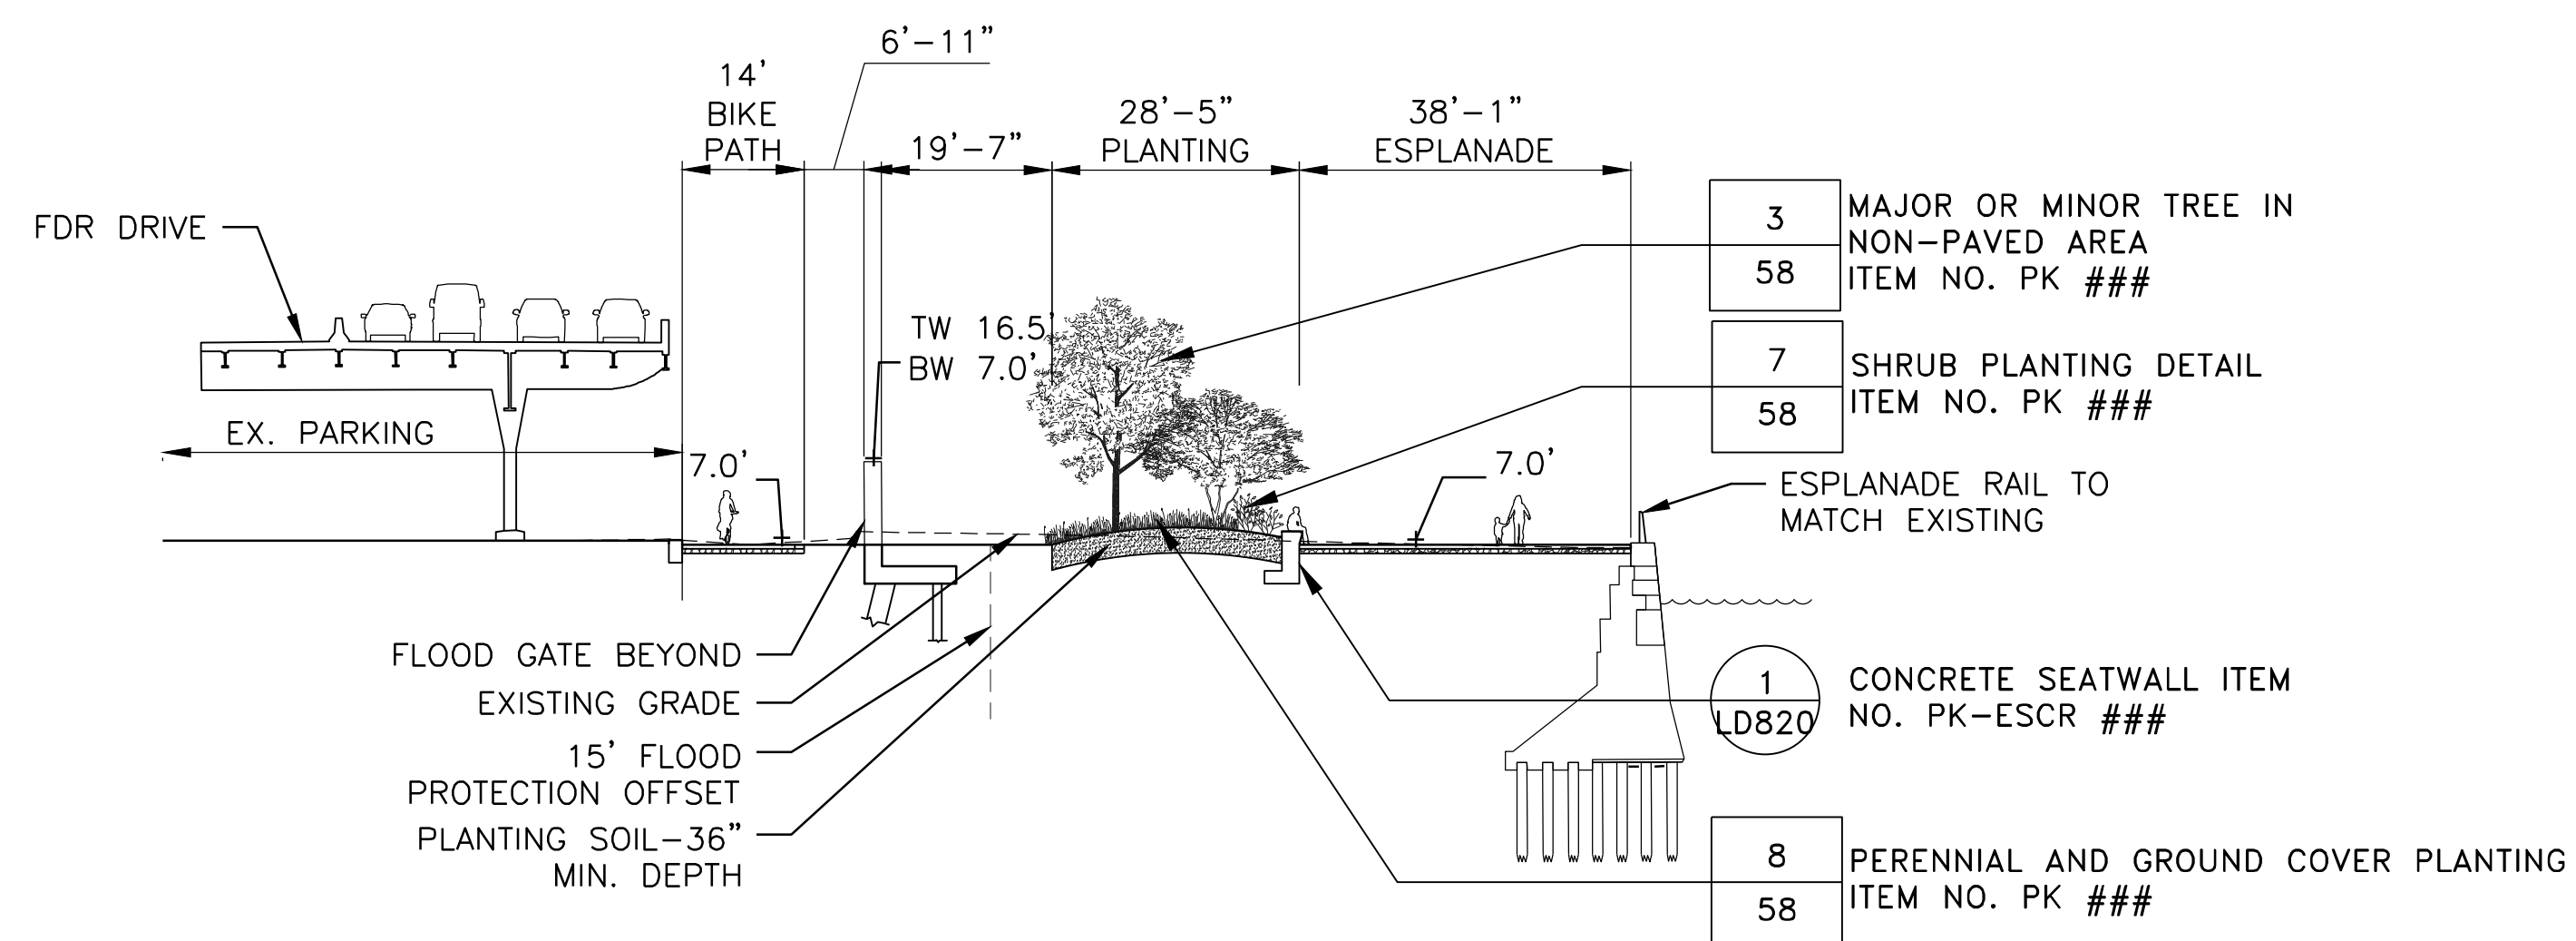 6'-11"
14'
BIKE
PATH
19'-7"
28'-5"
PLANTING
38'-1"
ESPLANADE
FDR DRIVE
EX. PARKING
7.0'
TW 16.5'
BW 7.0'
7.0'
3
58
MAJOR OR MINOR TREE IN
NON-PAVED AREA
ITEM NO. PK ###
7
58
SHRUB PLANTING DETAIL
ITEM NO. PK ###
ESPLANADE RAIL TO
MATCH EXISTING
FLOOD GATE BEYOND
EXISTING GRADE
15' FLOOD
PROTECTION OFFSET
PLANTING SOIL-36"
MIN. DEPTH
1
LD820
CONCRETE SEATWALL ITEM
NO. PK-ESCR ###
8
58
PERENNIAL AND GROUND COVER PLANTING
ITEM NO. PK ###